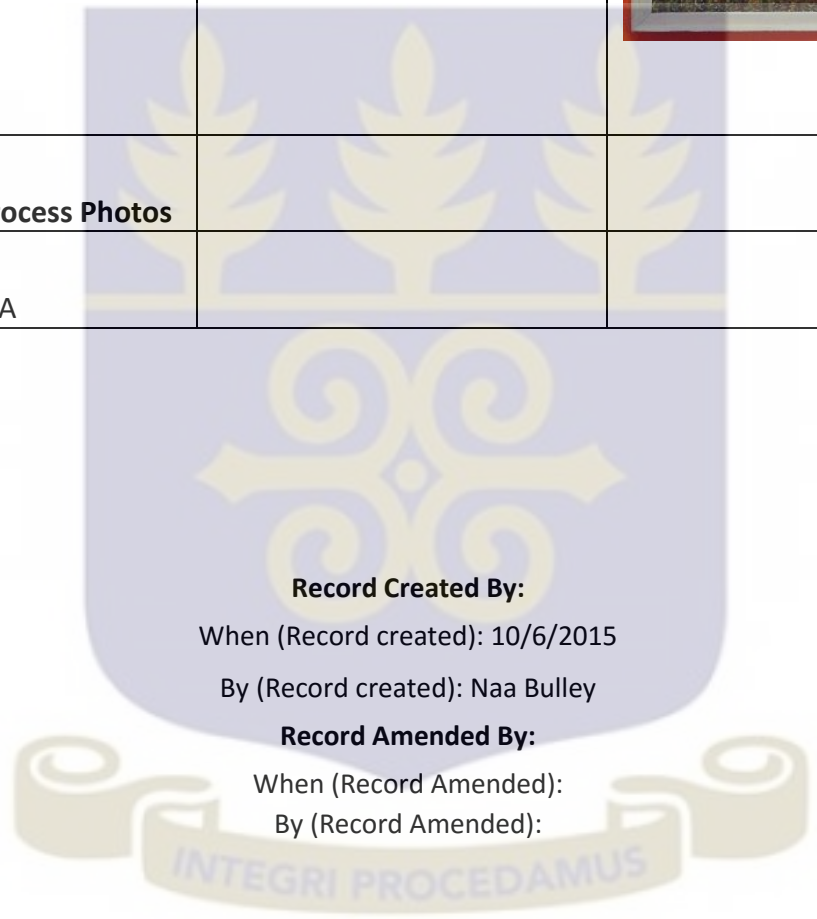 ocess Photos
A
Record Created By:
When (Record created): 10/6/2015
By (Record created): Naa Bulley
Record Amended By:
When (Record Amended):
By (Record Amended):
INTEGRI PROCEDAMUS